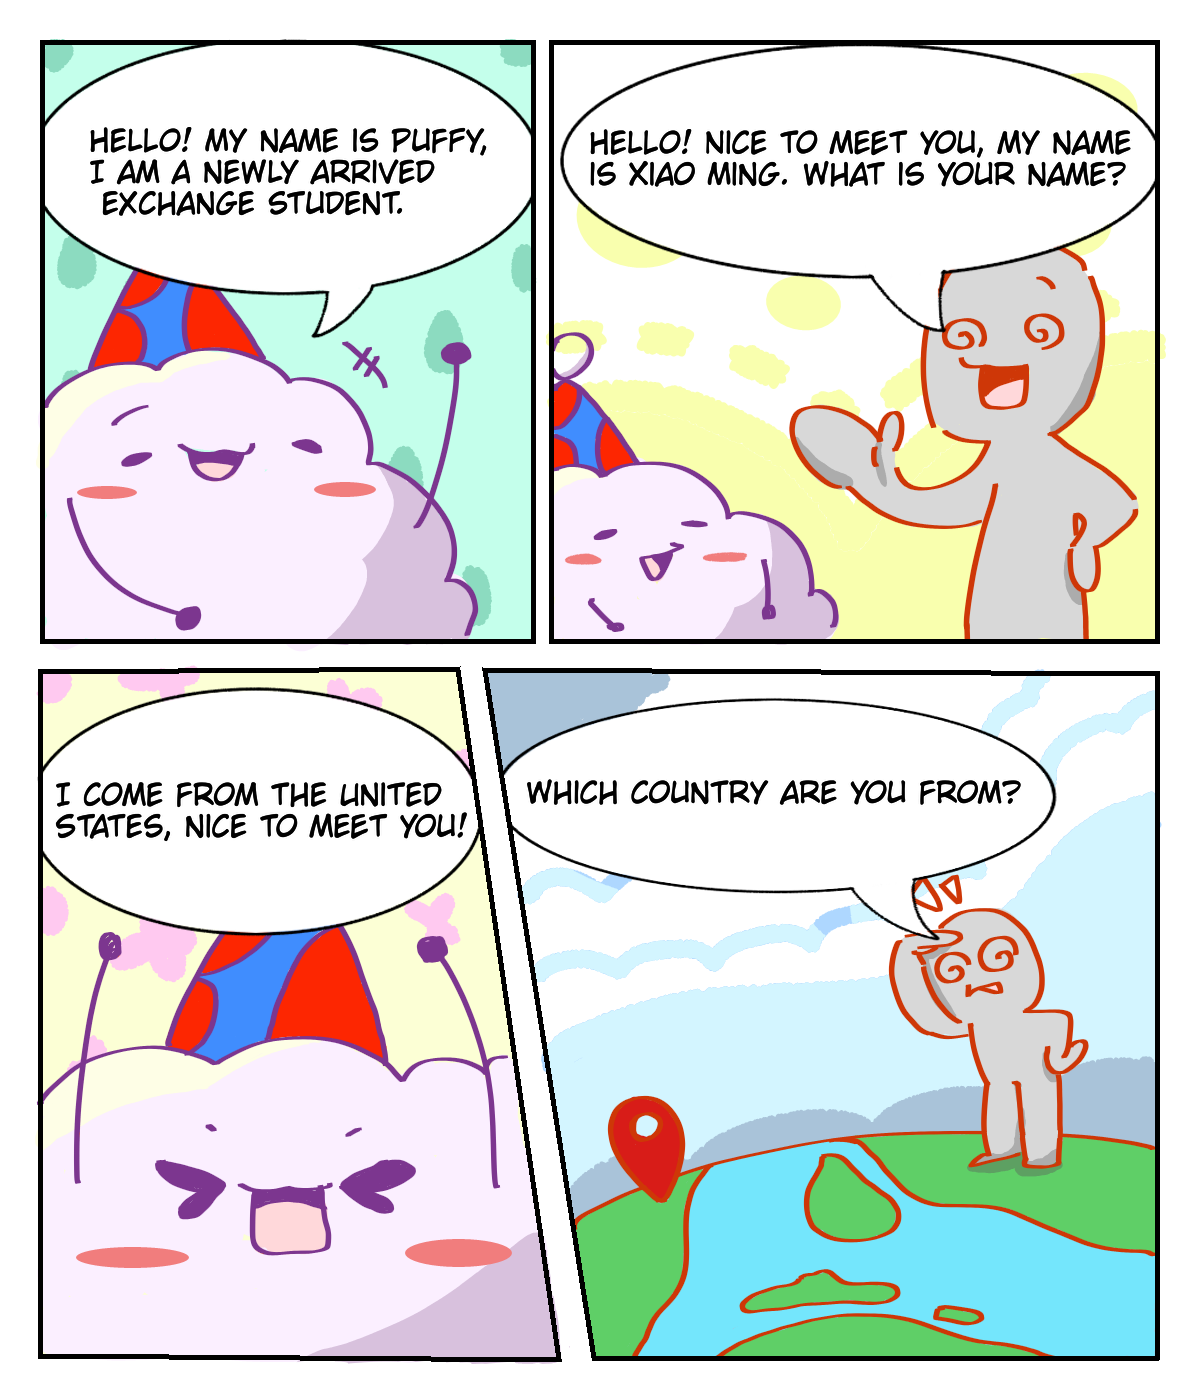 HELLO! MY NAME IS PUFFY,
I AM A NEWLY ARRIVED
EXCHANGE STUDENT.
HELLO! NICE TO MEET YOU, MY NAME
IS XIAO MING. WHAT IS YOUR NAME?
I COME FROM THE UNITED
STATES, NICE TO MEET YOU!
WHICH COUNTRY ARE YOU FROM?